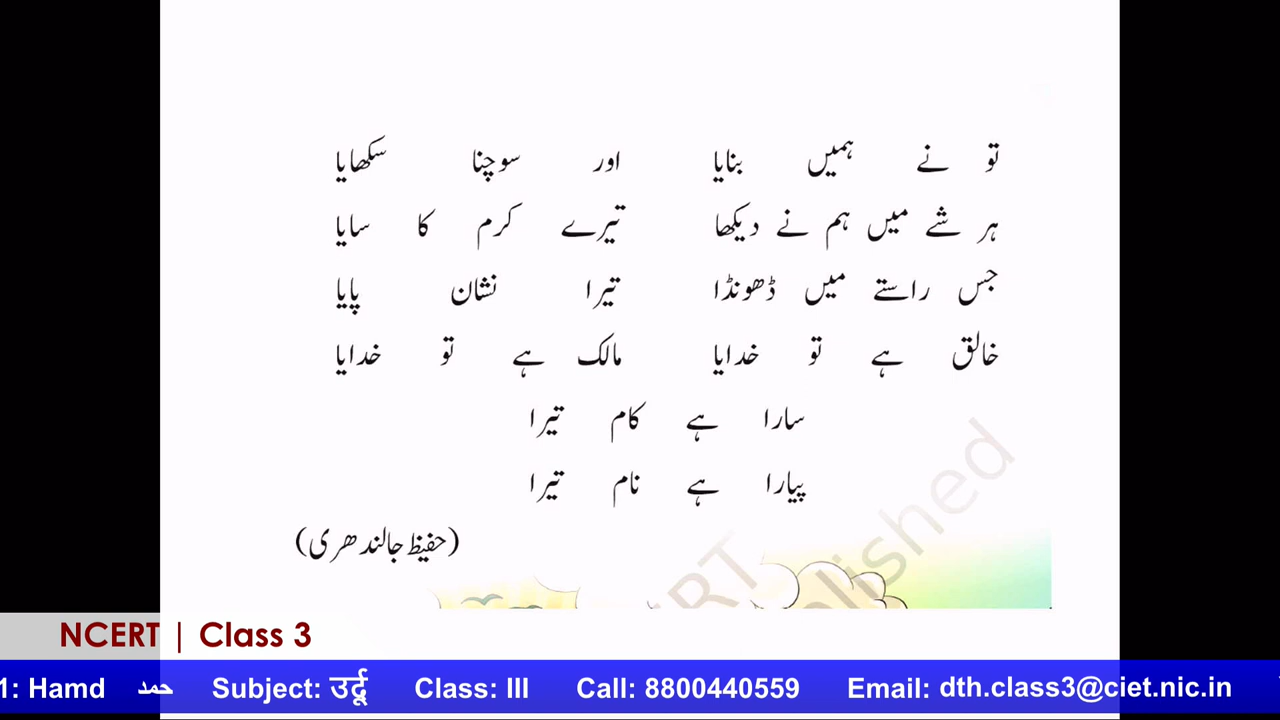 تو نے ہمیں بنایا اور سوچنا سکھایا
ہر شے میں ہم نے دیکھا تیرے کرم کا سایا
جس راستے میں ڈھونڈا تیرا نشان پایا
خالق ہے تو خدایا مالک ہے تو خدایا
سارا ہے کام تیرا
پیارا ہے نام تیرا
(حفیظ جالندھری)
NCERT | Class 3
1: Hamd حمد Subject: उर्दू Class: III Call: 8800440559 Email: dth.class3@ciet.nic.in